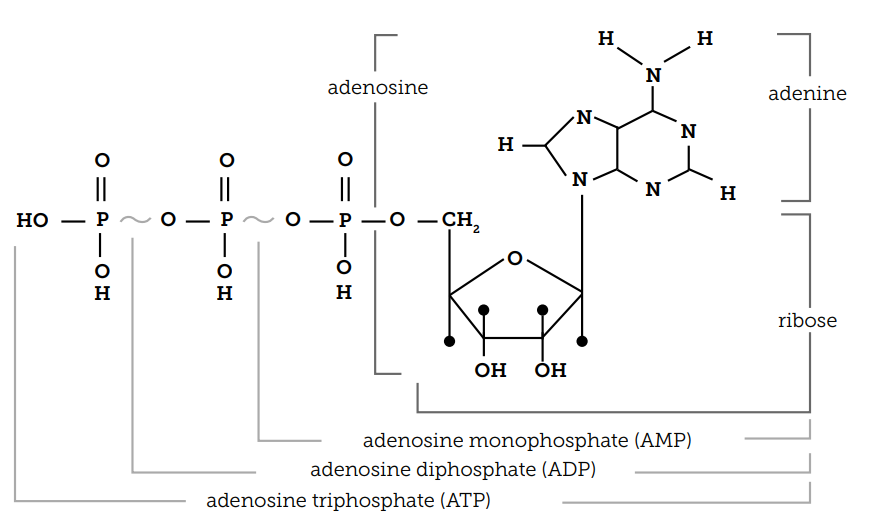 H H
N
adenosine
adenine
N
N
H
N
N
H
O O O
HO P O P O P O CH2
O O O
H H H
O
ribose
OH OH
adenosine monophosphate (AMP)
adenosine diphosphate (ADP)
adenosine triphosphate (ATP)